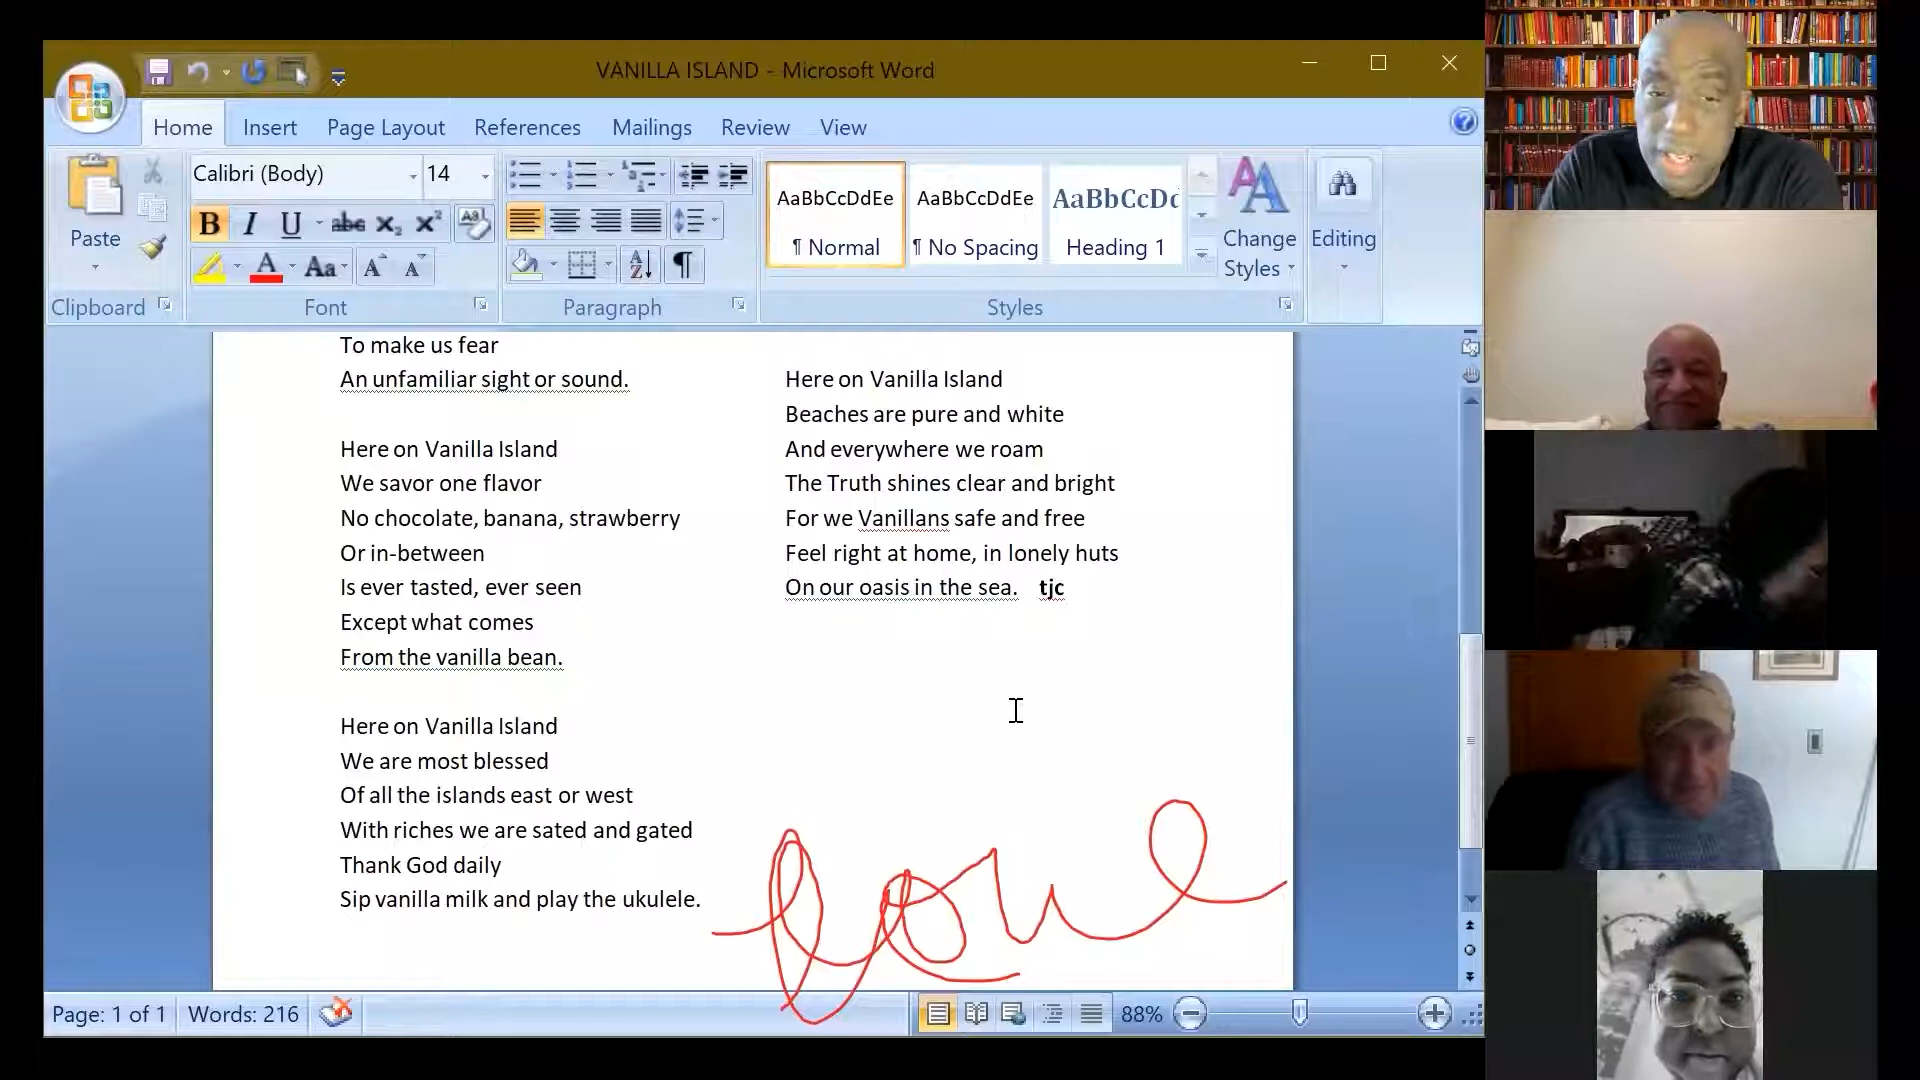 VANILLA ISLAND - Microsoft Word
Home Insert Page Layout References Mailings Review View
Paste
Clipboard
Calibri (Body) 14
B I U abc x₂ x²
A Aa A A
Font
A Z ¶
Paragraph
AaBbCcDdEe AaBbCcDdEe AaBbCcDc
¶ Normal ¶ No Spacing Heading 1
Change Styles
Styles
Editing
To make us fear
An unfamiliar sight or sound.
Here on Vanilla Island
We savor one flavor
No chocolate, banana, strawberry
Or in-between
Is ever tasted, ever seen
Except what comes
From the vanilla bean.
Here on Vanilla Island
We are most blessed
Of all the islands east or west
With riches we are sated and gated
Thank God daily
Sip vanilla milk and play the ukulele.
Here on Vanilla Island
Beaches are pure and white
And everywhere we roam
The Truth shines clear and bright
For we Vanillans safe and free
Feel right at home, in lonely huts
On our oasis in the sea. tjc
love
Page: 1 of 1 Words: 216 88%